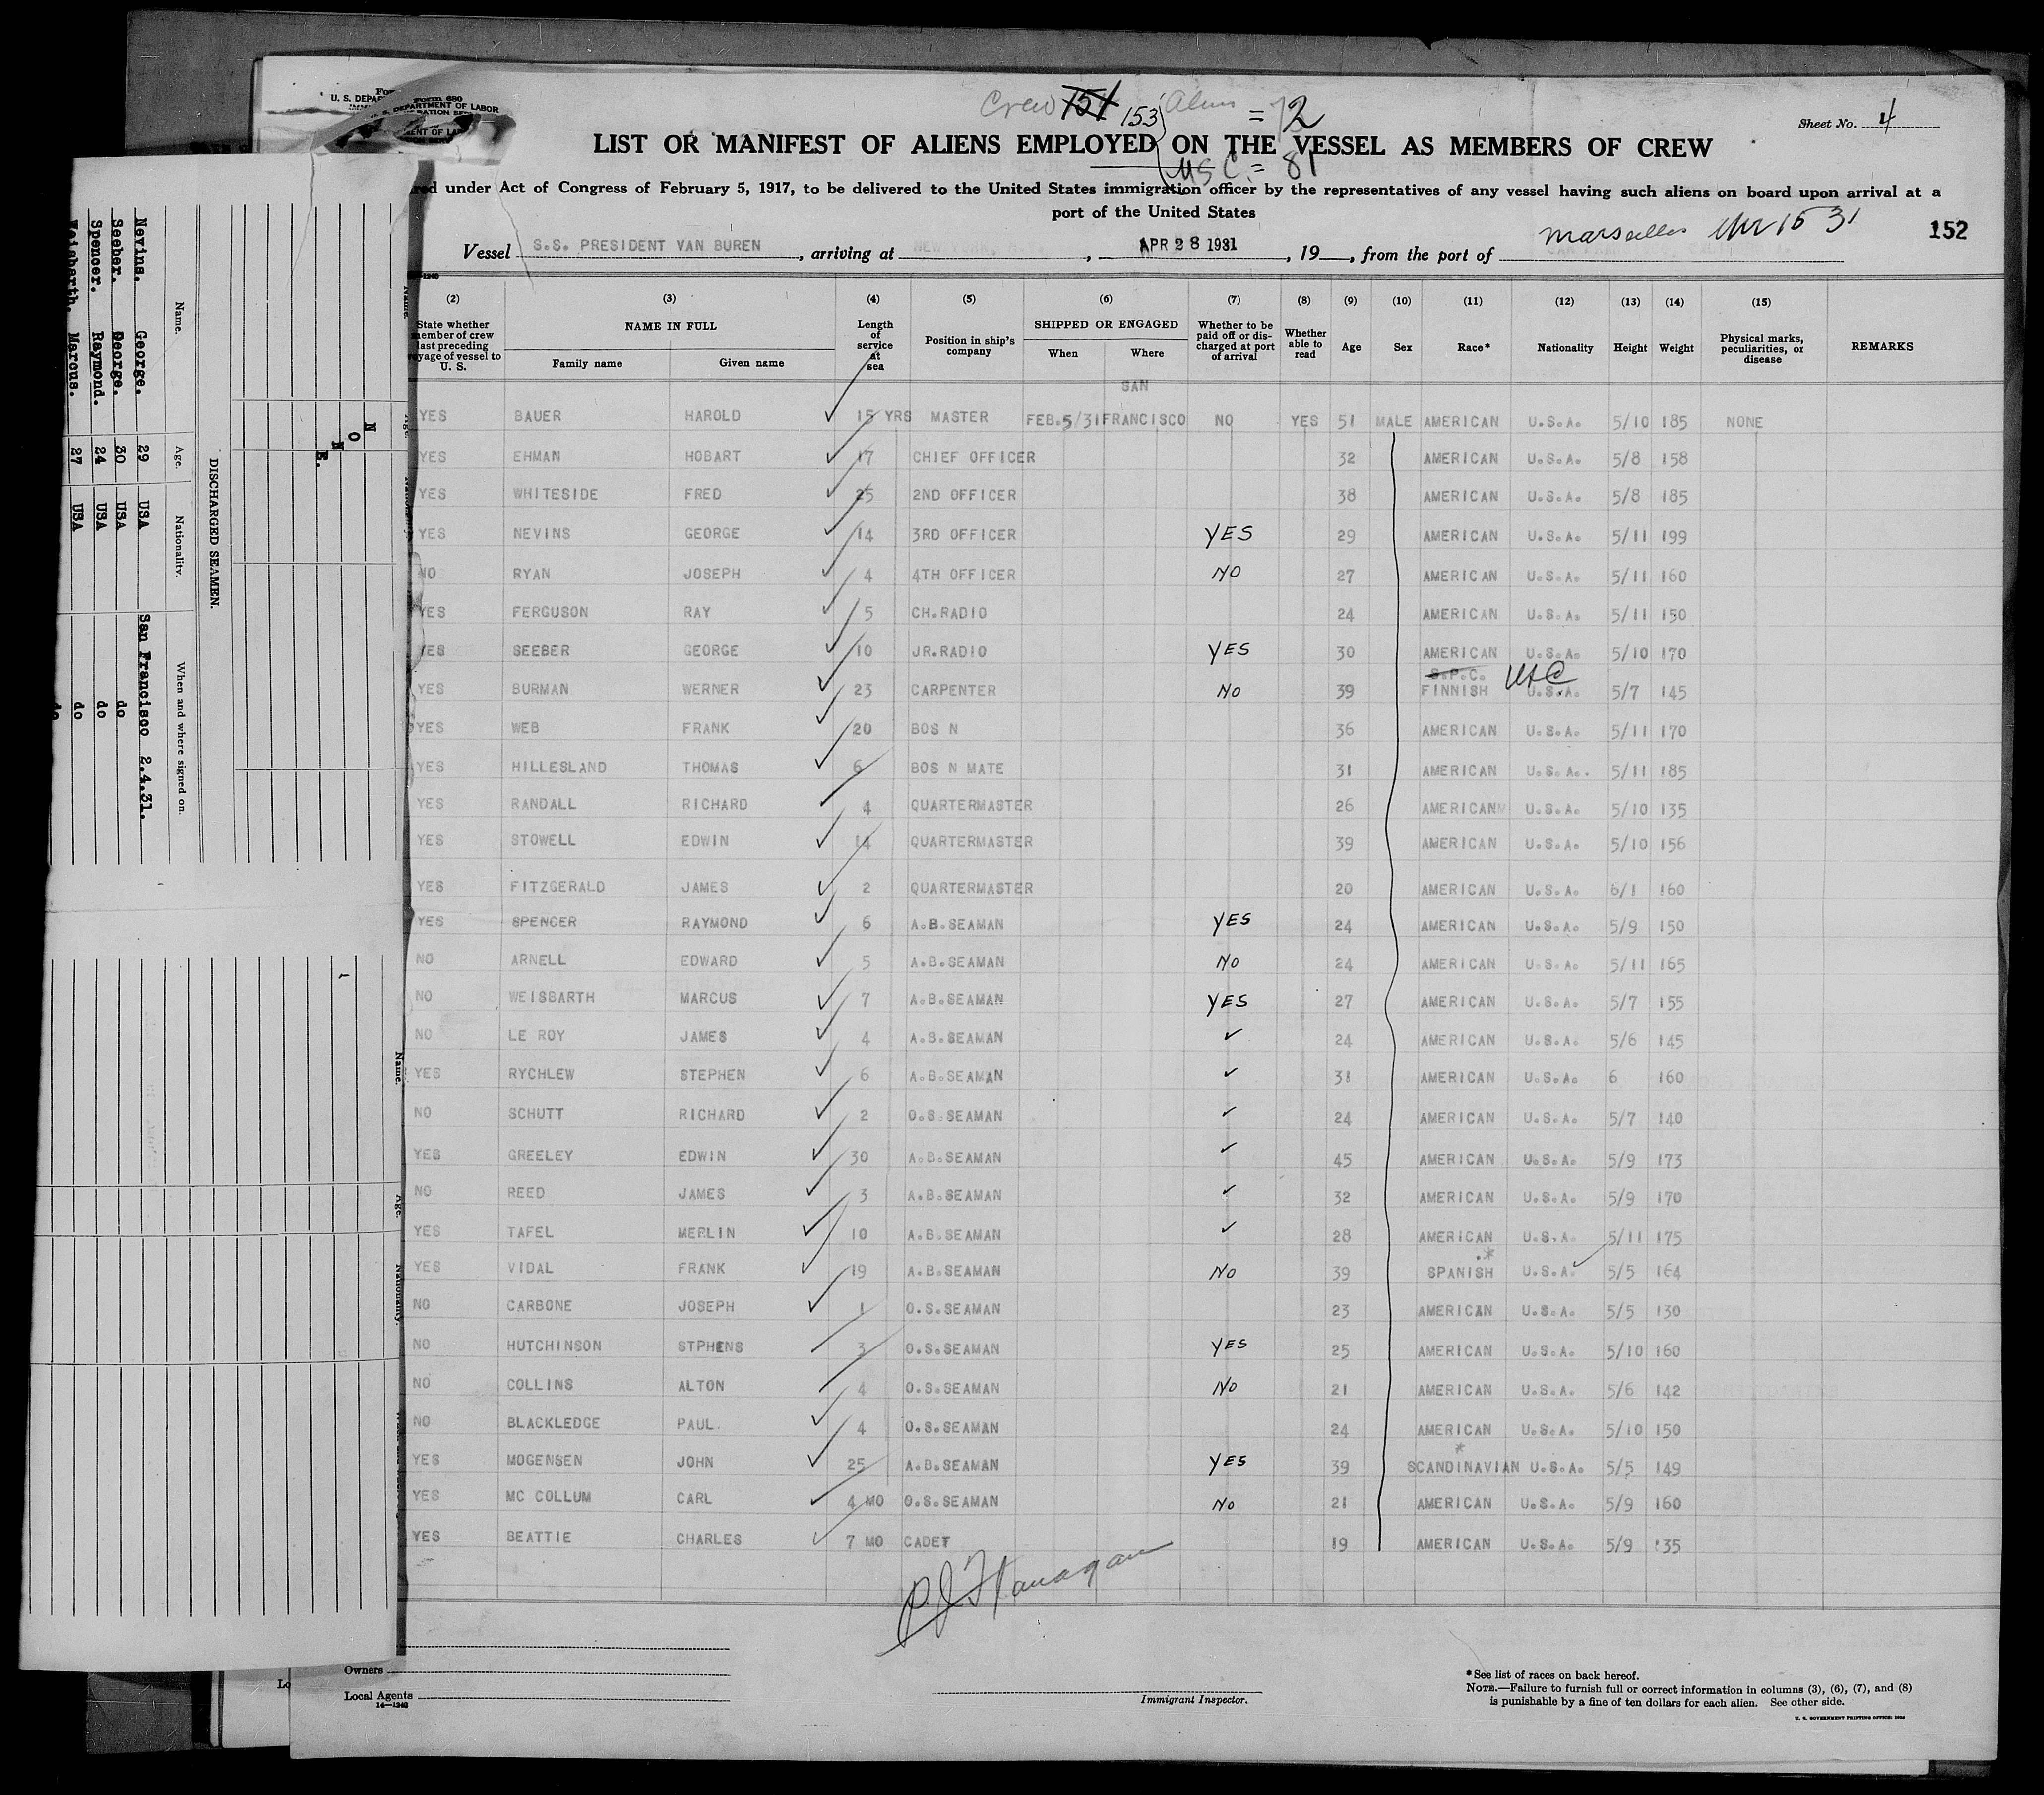 Crew 154 153 Aliens = 72
USC. = 81
Sheet No. 4
LIST OR MANIFEST OF ALIENS EMPLOYED ON THE VESSEL AS MEMBERS OF CREW
under Act of Congress of February 5, 1917, to be delivered to the United States immigration officer by the representatives of any vessel having such aliens on board upon arrival at a
port of the United States
Vessel S.S. PRESIDENT VAN BUREN, arriving at NEW YORK, , APR 28 1931, 19 , from the port of Marseilles Apr 15 31
152
(2) (3) (4) (5) (6) (7) (8) (9) (10) (11) (12) (13) (14) (15)
State whether member of crew last preceding voyage of vessel to U. S. NAME IN FULL Family name Given name Length of service at sea Position in ship's company SHIPPED OR ENGAGED When Where Whether to be paid off or discharged at port of arrival Whether able to read Age Sex Race* Nationality Height Weight Physical marks, peculiarities, or disease REMARKS
SAN
YES BAUER HAROLD 15 YRS MASTER FEB.5/31 FRANCISCO NO YES 51 MALE AMERICAN U.S.A. 5/10 185 NONE
YES EHMAN HOBART 17 CHIEF OFFICER 32 AMERICAN U.S.A. 5/8 158
YES WHITESIDE FRED 25 2ND OFFICER 38 AMERICAN U.S.A. 5/8 185
YES NEVINS GEORGE 14 3RD OFFICER YES 29 AMERICAN U.S.A. 5/11 199
NO RYAN JOSEPH 4 4TH OFFICER NO 27 AMERICAN U.S.A. 5/11 160
YES FERGUSON RAY 5 CH.RADIO 24 AMERICAN U.S.A. 5/11 150
YES SEEBER GEORGE 10 JR.RADIO YES 30 AMERICAN U.S.A. 5/10 170
S.P.C. USC
YES BURMAN WERNER 23 CARPENTER NO 39 FINNISH U.S.A. 5/7 145
YES WEB FRANK 20 BOS N 36 AMERICAN U.S.A. 5/11 170
YES HILLESLAND THOMAS 6 BOS N MATE 31 AMERICAN U.S.A.. 5/11 185
YES RANDALL RICHARD 4 QUARTERMASTER 26 AMERICAN U.S.A. 5/10 135
YES STOWELL EDWIN 14 QUARTERMASTER 39 AMERICAN U.S.A. 5/10 156
YES FITZGERALD JAMES 2 QUARTERMASTER 20 AMERICAN U.S.A. 6/1 160
YES SPENCER RAYMOND 6 A.B.SEAMAN YES 24 AMERICAN U.S.A. 5/9 150
NO ARNELL EDWARD 5 A.B.SEAMAN NO 24 AMERICAN U.S.A. 5/11 165
NO WEISBARTH MARCUS 7 A.B.SEAMAN YES 27 AMERICAN U.S.A. 5/7 155
NO LE ROY JAMES 4 A.B.SEAMAN ✓ 24 AMERICAN U.S.A. 5/6 145
YES RYCHLEW STEPHEN 6 A.B.SEAMAN ✓ 31 AMERICAN U.S.A. 6 160
NO SCHUTT RICHARD 2 O.S.SEAMAN ✓ 24 AMERICAN U.S.A. 5/7 140
YES GREELEY EDWIN 30 A.B.SEAMAN ✓ 45 AMERICAN U.S.A. 5/9 173
NO REED JAMES 3 A.B.SEAMAN ✓ 32 AMERICAN U.S.A. 5/9 170
YES TAFEL MERLIN 10 A.B.SEAMAN ✓ 28 AMERICAN U.S.A. 5/11 175
YES VIDAL FRANK 19 A.B.SEAMAN NO 39 SPANISH* U.S.A. 5/5 164
NO CARBONE JOSEPH 1 O.S.SEAMAN 23 AMERICAN U.S.A. 5/5 130
NO HUTCHINSON STPHENS 3 O.S.SEAMAN YES 25 AMERICAN U.S.A. 5/10 160
NO COLLINS ALTON 4 O.S.SEAMAN NO 21 AMERICAN U.S.A. 5/6 142
NO BLACKLEDGE PAUL 4 O.S.SEAMAN 24 AMERICAN U.S.A. 5/10 150
YES MOGENSEN JOHN 25 A.B.SEAMAN YES 39 SCANDINAVIAN* U.S.A. 5/5 149
YES MC COLLUM CARL 4 MO O.S.SEAMAN NO 21 AMERICAN U.S.A. 5/9 160
YES BEATTIE CHARLES 7 MO CADET 19 AMERICAN U.S.A. 5/9 135
P J Flanagan
Owners
Local Agents
14—1240
Immigrant Inspector.
*See list of races on back hereof.
NOTE.—Failure to furnish full or correct information in columns (3), (6), (7), and (8)
is punishable by a fine of ten dollars for each alien. See other side.
U. S. GOVERNMENT PRINTING OFFICE: 1930
Form 680
U. S. DEPARTMENT OF LABOR
DISCHARGED SEAMEN.
Name. Age. Nationality. When and where signed on.
Nevins. George. 29 USA San Francisco 2.4.31.
Seeber. George. 30 USA do
Spencer. Raymond. 24 USA do
Weisbarth. Marcus. 27 USA do
do
NONE.
Name. Age. Nationality.